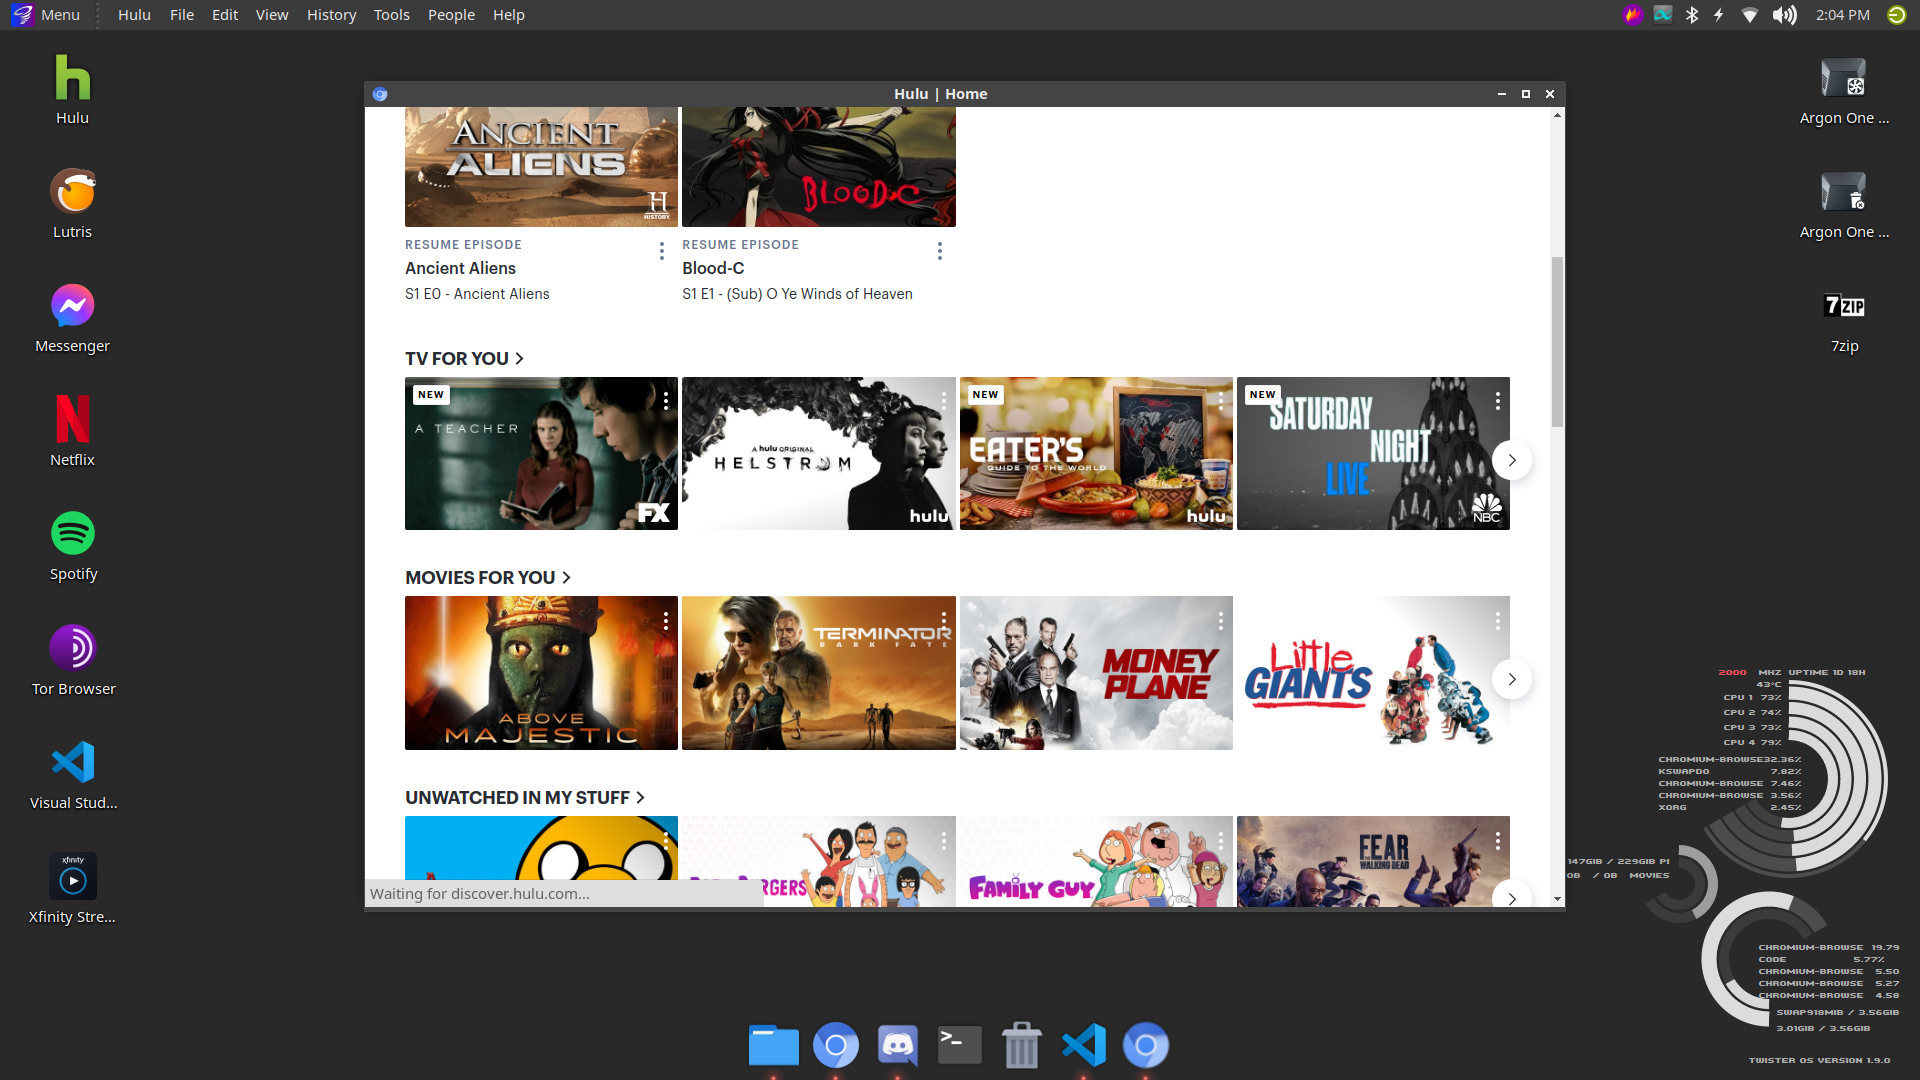 Menu Hulu File Edit View History Tools People Help 2:04 PM
Hulu
Lutris
Messenger
Netflix
Spotify
Tor Browser
Visual Stud...
xfinity
Xfinity Stre...
Hulu | Home
ANCIENT
ALIENS
H
HISTORY
BLOOD-C
RESUME EPISODE
Ancient Aliens
S1 E0 - Ancient Aliens
RESUME EPISODE
Blood-C
S1 E1 - (Sub) O Ye Winds of Heaven
TV FOR YOU
NEW
A TEACHER
FX
A hulu ORIGINAL
HELSTROM
hulu
NEW
EATER'S
GUIDE TO THE WORLD
hulu
NEW
SATURDAY
NIGHT
LIVE
NBC
MOVIES FOR YOU
ABOVE
MAJESTIC
TERMINATOR
DARK FATE
MONEY
PLANE
Little
GIANTS
UNWATCHED IN MY STUFF
FAMILY GUY
FEAR
THE WALKING DEAD
Waiting for discover.hulu.com...
Argon One ...
Argon One ...
7 ZIP
7zip
2000 MHZ UPTIME 1D 18H
43°C
CPU 1 73%
CPU 2 74%
CPU 3 73%
CPU 4 79%
CHROMIUM-BROWSE32.36%
KSWAPD0 7.82%
CHROMIUM-BROWSE 7.46%
CHROMIUM-BROWSE 3.56%
XORG 2.45%
147GIB / 229GIB PI
0B / 0B MOVIES
CHROMIUM-BROWSE 19.79
CODE 5.77%
CHROMIUM-BROWSE 5.50
CHROMIUM-BROWSE 5.27
CHROMIUM-BROWSE 4.58
SWAP918MIB / 3.56GIB
3.01GIB / 3.56GIB
TWISTER OS VERSION 1.9.0